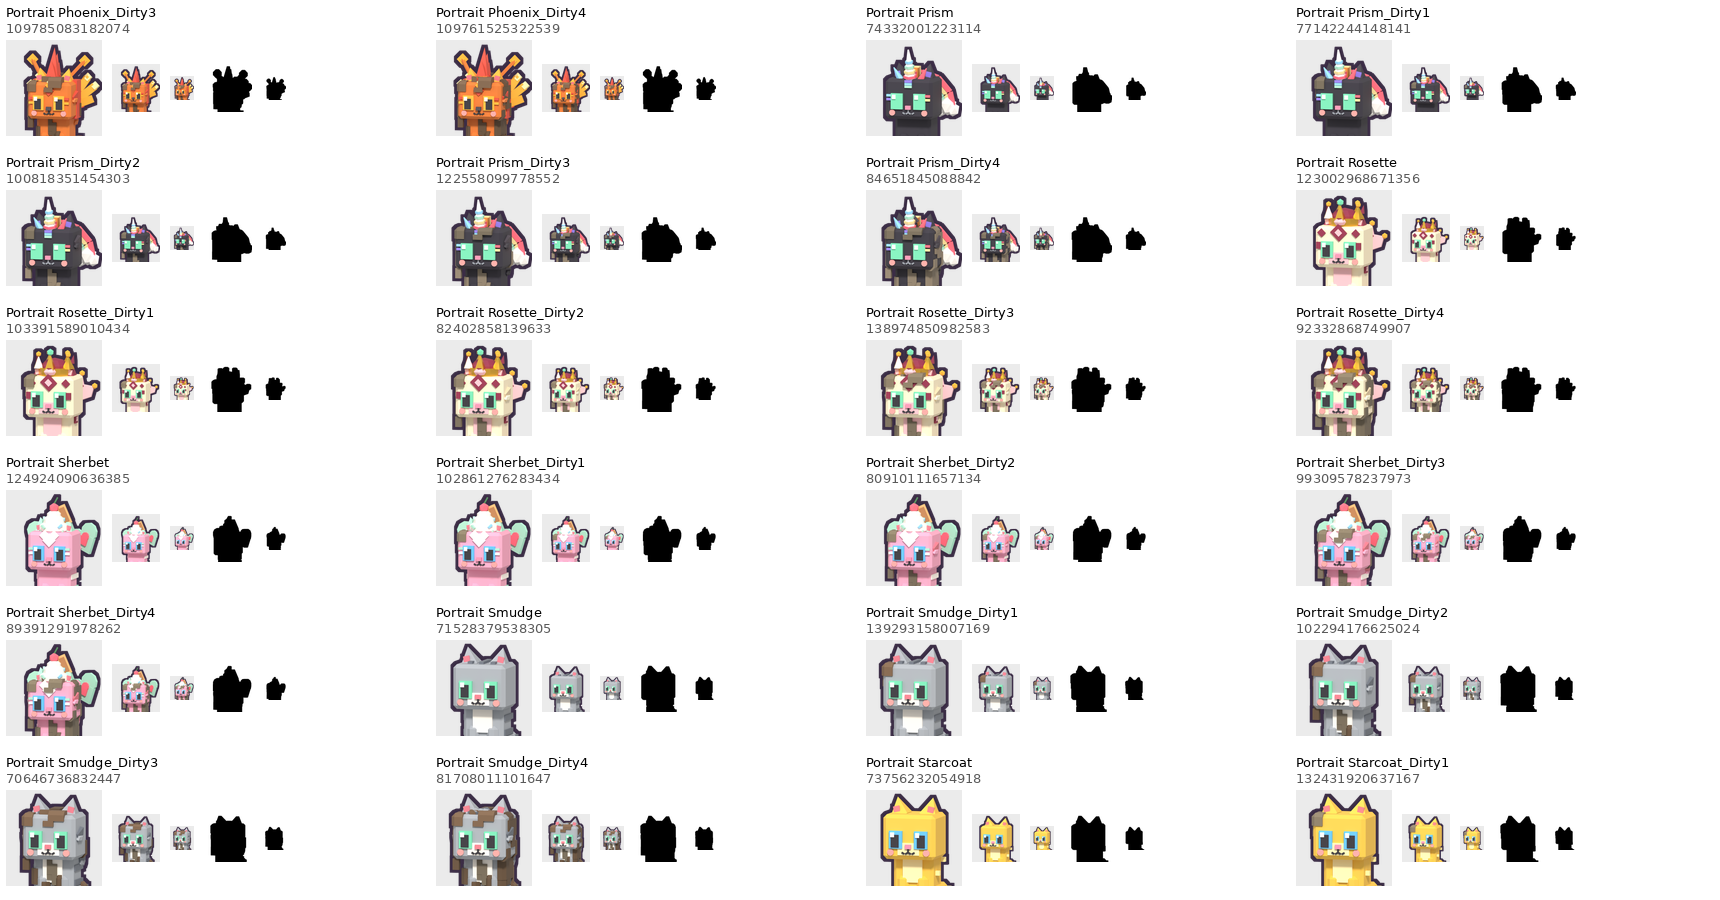 Portrait Phoenix_Dirty3
109785083182074
Portrait Phoenix_Dirty4
109761525322539
Portrait Prism
74332001223114
Portrait Prism_Dirty1
77142244148141
Portrait Prism_Dirty2
100818351454303
Portrait Prism_Dirty3
122558099778552
Portrait Prism_Dirty4
84651845088842
Portrait Rosette
123002968671356
Portrait Rosette_Dirty1
103391589010434
Portrait Rosette_Dirty2
82402858139633
Portrait Rosette_Dirty3
138974850982583
Portrait Rosette_Dirty4
92332868749907
Portrait Sherbet
124924090636385
Portrait Sherbet_Dirty1
102861276283434
Portrait Sherbet_Dirty2
80910111657134
Portrait Sherbet_Dirty3
99309578237973
Portrait Sherbet_Dirty4
89391291978262
Portrait Smudge
71528379538305
Portrait Smudge_Dirty1
139293158007169
Portrait Smudge_Dirty2
102294176625024
Portrait Smudge_Dirty3
70646736832447
Portrait Smudge_Dirty4
81708011101647
Portrait Starcoat
73756232054918
Portrait Starcoat_Dirty1
132431920637167